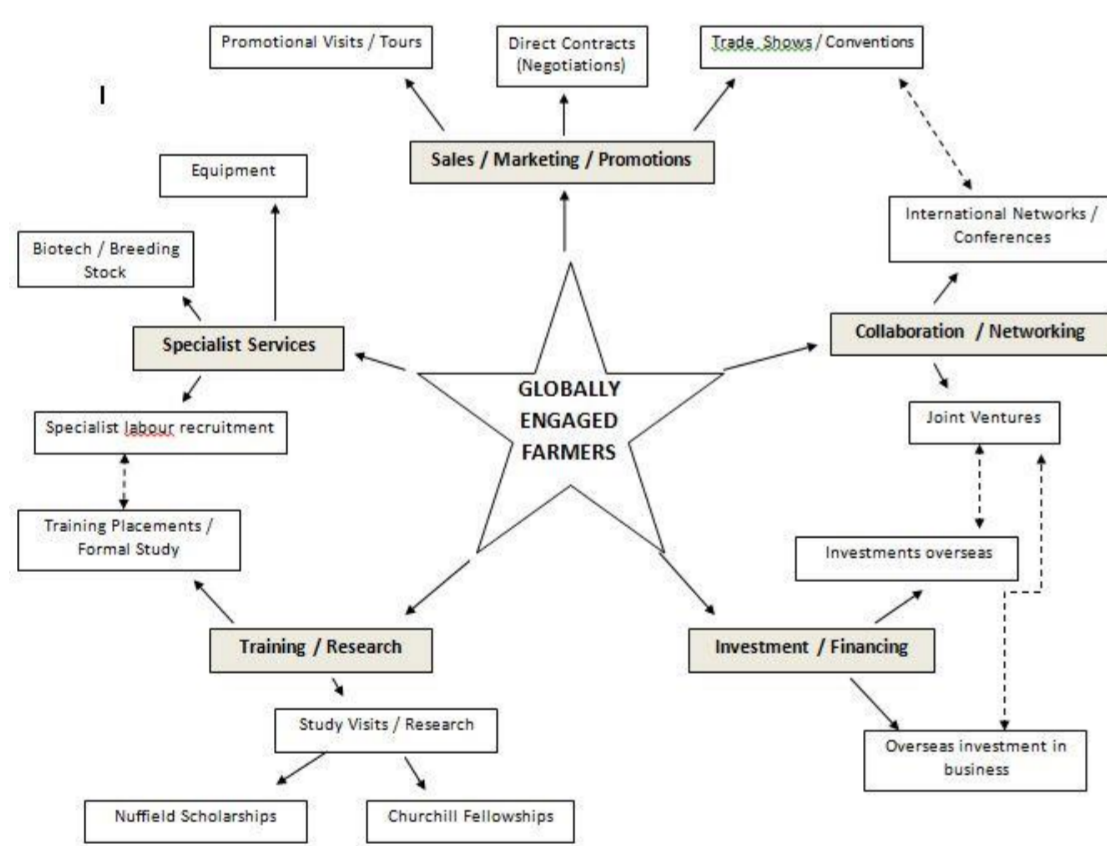 Promotional Visits / Tours
Direct Contracts
(Negotiations)
Trade Shows / Conventions
Sales / Marketing / Promotions
Equipment
International Networks /
Conferences
Biotech / Breeding
Stock
Specialist Services
Collaboration / Networking
GLOBALLY
ENGAGED
FARMERS
Specialist labour recruitment
Joint Ventures
Training Placements /
Formal Study
Investments overseas
Training / Research
Investment / Financing
Study Visits / Research
Overseas investment in
business
Nuffield Scholarships
Churchill Fellowships